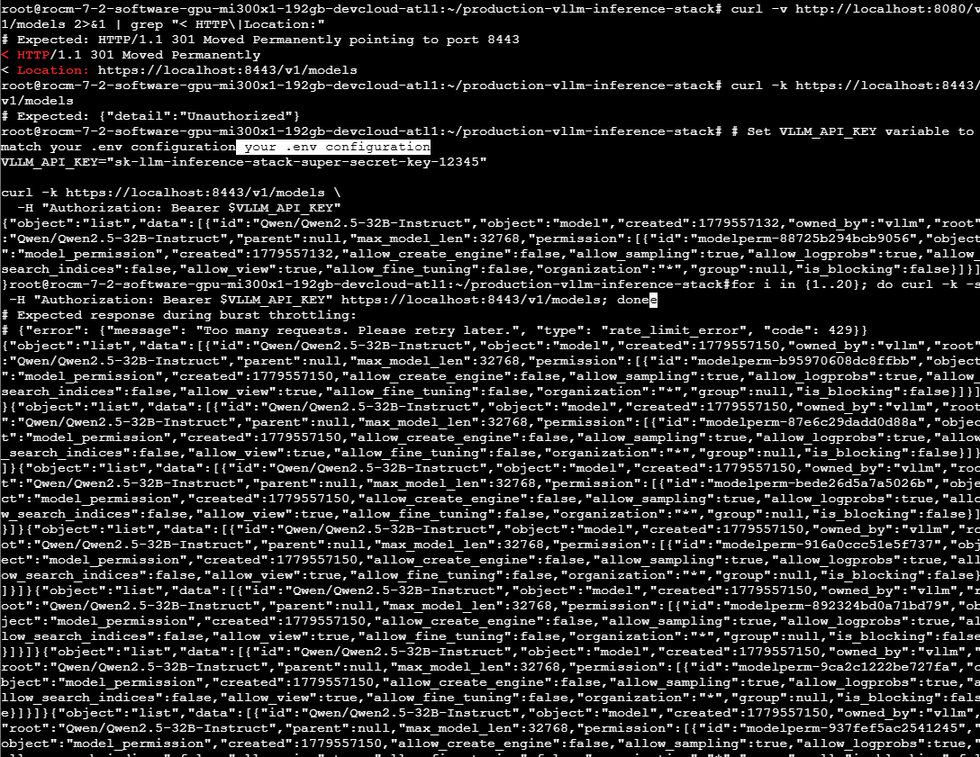 root@rocm-7-2-software-gpu-mi300x1-192gb-devcloud-atl1:~/production-vllm-inference-stack# curl -v http://localhost:8080/v
1/models 2>&1 | grep "< HTTP\|Location:"
# Expected: HTTP/1.1 301 Moved Permanently pointing to port 8443
< HTTP/1.1 301 Moved Permanently
< Location: https://localhost:8443/v1/models
root@rocm-7-2-software-gpu-mi300x1-192gb-devcloud-atl1:~/production-vllm-inference-stack# curl -k https://localhost:8443/
v1/models
# Expected: {"detail":"Unauthorized"}
root@rocm-7-2-software-gpu-mi300x1-192gb-devcloud-atl1:~/production-vllm-inference-stack# # Set VLLM_API_KEY variable to
match your .env configuration your .env configuration
VLLM_API_KEY="sk-llm-inference-stack-super-secret-key-12345"
curl -k https://localhost:8443/v1/models \
-H "Authorization: Bearer $VLLM_API_KEY"
{"object":"list","data":[{"id":"Qwen/Qwen2.5-32B-Instruct","object":"model","created":1779557132,"owned_by":"vllm","root"
:"Qwen/Qwen2.5-32B-Instruct","parent":null,"max_model_len":32768,"permission":[{"id":"modelperm-88725b294bcb9056","object
":"model_permission","created":1779557132,"allow_create_engine":false,"allow_sampling":true,"allow_logprobs":true,"allow_
search_indices":false,"allow_view":true,"allow_fine_tuning":false,"organization":"*","group":null,"is_blocking":false}]}]
}root@rocm-7-2-software-gpu-mi300x1-192gb-devcloud-atl1:~/production-vllm-inference-stack#for i in {1..20}; do curl -k -s
-H "Authorization: Bearer $VLLM_API_KEY" https://localhost:8443/v1/models; donee
# Expected response during burst throttling:
# {"error": {"message": "Too many requests. Please retry later.", "type": "rate_limit_error", "code": 429}}
{"object":"list","data":[{"id":"Qwen/Qwen2.5-32B-Instruct","object":"model","created":1779557150,"owned_by":"vllm","root"
:"Qwen/Qwen2.5-32B-Instruct","parent":null,"max_model_len":32768,"permission":[{"id":"modelperm-b95970608dc8ffbb","object
":"model_permission","created":1779557150,"allow_create_engine":false,"allow_sampling":true,"allow_logprobs":true,"allow_
search_indices":false,"allow_view":true,"allow_fine_tuning":false,"organization":"*","group":null,"is_blocking":false}]}]
}{"object":"list","data":[{"id":"Qwen/Qwen2.5-32B-Instruct","object":"model","created":1779557150,"owned_by":"vllm","root
":"Qwen/Qwen2.5-32B-Instruct","parent":null,"max_model_len":32768,"permission":[{"id":"modelperm-87e6c29dadd0d88a","objec
t":"model_permission","created":1779557150,"allow_create_engine":false,"allow_sampling":true,"allow_logprobs":true,"allow
_search_indices":false,"allow_view":true,"allow_fine_tuning":false,"organization":"*","group":null,"is_blocking":false}]}
]}{"object":"list","data":[{"id":"Qwen/Qwen2.5-32B-Instruct","object":"model","created":1779557150,"owned_by":"vllm","roo
t":"Qwen/Qwen2.5-32B-Instruct","parent":null,"max_model_len":32768,"permission":[{"id":"modelperm-bede26d5a7a5026b","obje
ct":"model_permission","created":1779557150,"allow_create_engine":false,"allow_sampling":true,"allow_logprobs":true,"allo
w_search_indices":false,"allow_view":true,"allow_fine_tuning":false,"organization":"*","group":null,"is_blocking":false}]
}]}{"object":"list","data":[{"id":"Qwen/Qwen2.5-32B-Instruct","object":"model","created":1779557150,"owned_by":"vllm","ro
ot":"Qwen/Qwen2.5-32B-Instruct","parent":null,"max_model_len":32768,"permission":[{"id":"modelperm-916a0ccc51e5f737","obj
ect":"model_permission","created":1779557150,"allow_create_engine":false,"allow_sampling":true,"allow_logprobs":true,"all
ow_search_indices":false,"allow_view":true,"allow_fine_tuning":false,"organization":"*","group":null,"is_blocking":false}
]}]}{"object":"list","data":[{"id":"Qwen/Qwen2.5-32B-Instruct","object":"model","created":1779557150,"owned_by":"vllm","r
oot":"Qwen/Qwen2.5-32B-Instruct","parent":null,"max_model_len":32768,"permission":[{"id":"modelperm-892324bd0a71bd79","ob
ject":"model_permission","created":1779557150,"allow_create_engine":false,"allow_sampling":true,"allow_logprobs":true,"al
low_search_indices":false,"allow_view":true,"allow_fine_tuning":false,"organization":"*","group":null,"is_blocking":false
}]}]}{"object":"list","data":[{"id":"Qwen/Qwen2.5-32B-Instruct","object":"model","created":1779557150,"owned_by":"vllm","
root":"Qwen/Qwen2.5-32B-Instruct","parent":null,"max_model_len":32768,"permission":[{"id":"modelperm-9ca2c1222be727fa","o
bject":"model_permission","created":1779557150,"allow_create_engine":false,"allow_sampling":true,"allow_logprobs":true,"a
llow_search_indices":false,"allow_view":true,"allow_fine_tuning":false,"organization":"*","group":null,"is_blocking":fals
e}]}]}{"object":"list","data":[{"id":"Qwen/Qwen2.5-32B-Instruct","object":"model","created":1779557150,"owned_by":"vllm",
"root":"Qwen/Qwen2.5-32B-Instruct","parent":null,"max_model_len":32768,"permission":[{"id":"modelperm-937fef5ac2541245","
object":"model_permission","created":1779557150,"allow_create_engine":false,"allow_sampling":true,"allow_logprobs":true,"